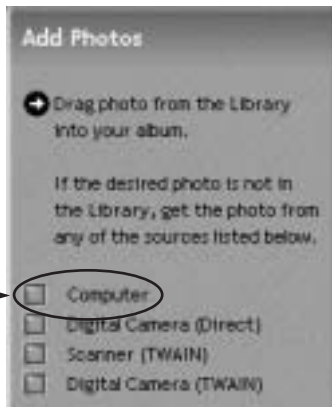 Add Photos
Drag photo from the Library
into your album.
If the desired photo is not in
the Library, get the photo from
any of the sources listed below.
Computer
Digital Camera (Direct)
Scanner (TWAIN)
Digital Camera (TWAIN)